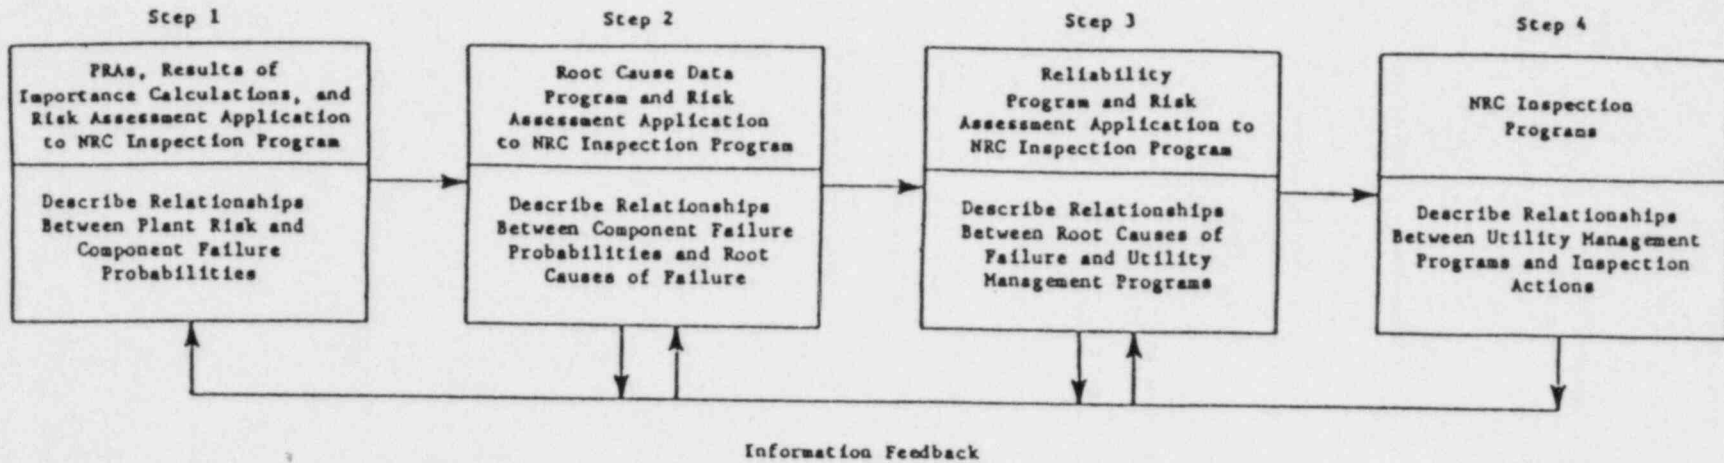 Step 1
PRAs, Results of
Importance Calculations, and
Risk Assessment Application
to NRC Inspection Program
Describe Relationships
Between Plant Risk and
Component Failure
Probabilities
Step 2
Root Cause Data
Program and Risk
Assessment Application
to NRC Inspection Program
Describe Relationships
Between Component Failure
Probabilities and Root
Causes of Failure
Step 3
Reliability
Program and Risk
Assessment Application to
NRC Inspection Program
Describe Relationships
Between Root Causes of
Failure and Utility
Management Programs
Step 4
NRC Inspection
Programs
Describe Relationships
Between Utility Management
Programs and Inspection
Actions
Information Feedback